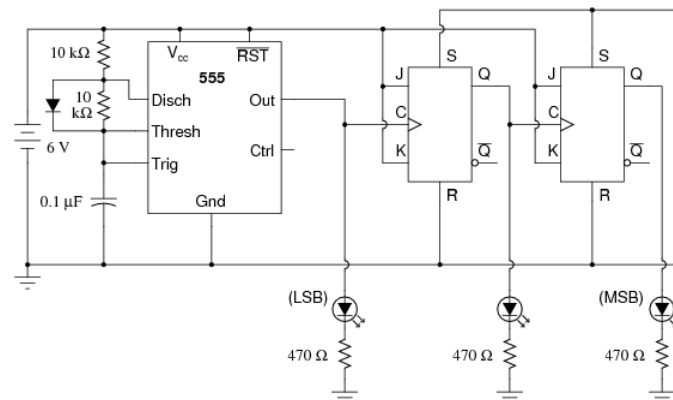 S S
10 kΩ Vcc RST
555 J Q J Q
10 kΩ Disch Out C C
Thresh
6 V Ctrl K Q̅ K Q̅
Trig
0.1 µF Gnd R R
(LSB) (MSB)
470 Ω 470 Ω 470 Ω